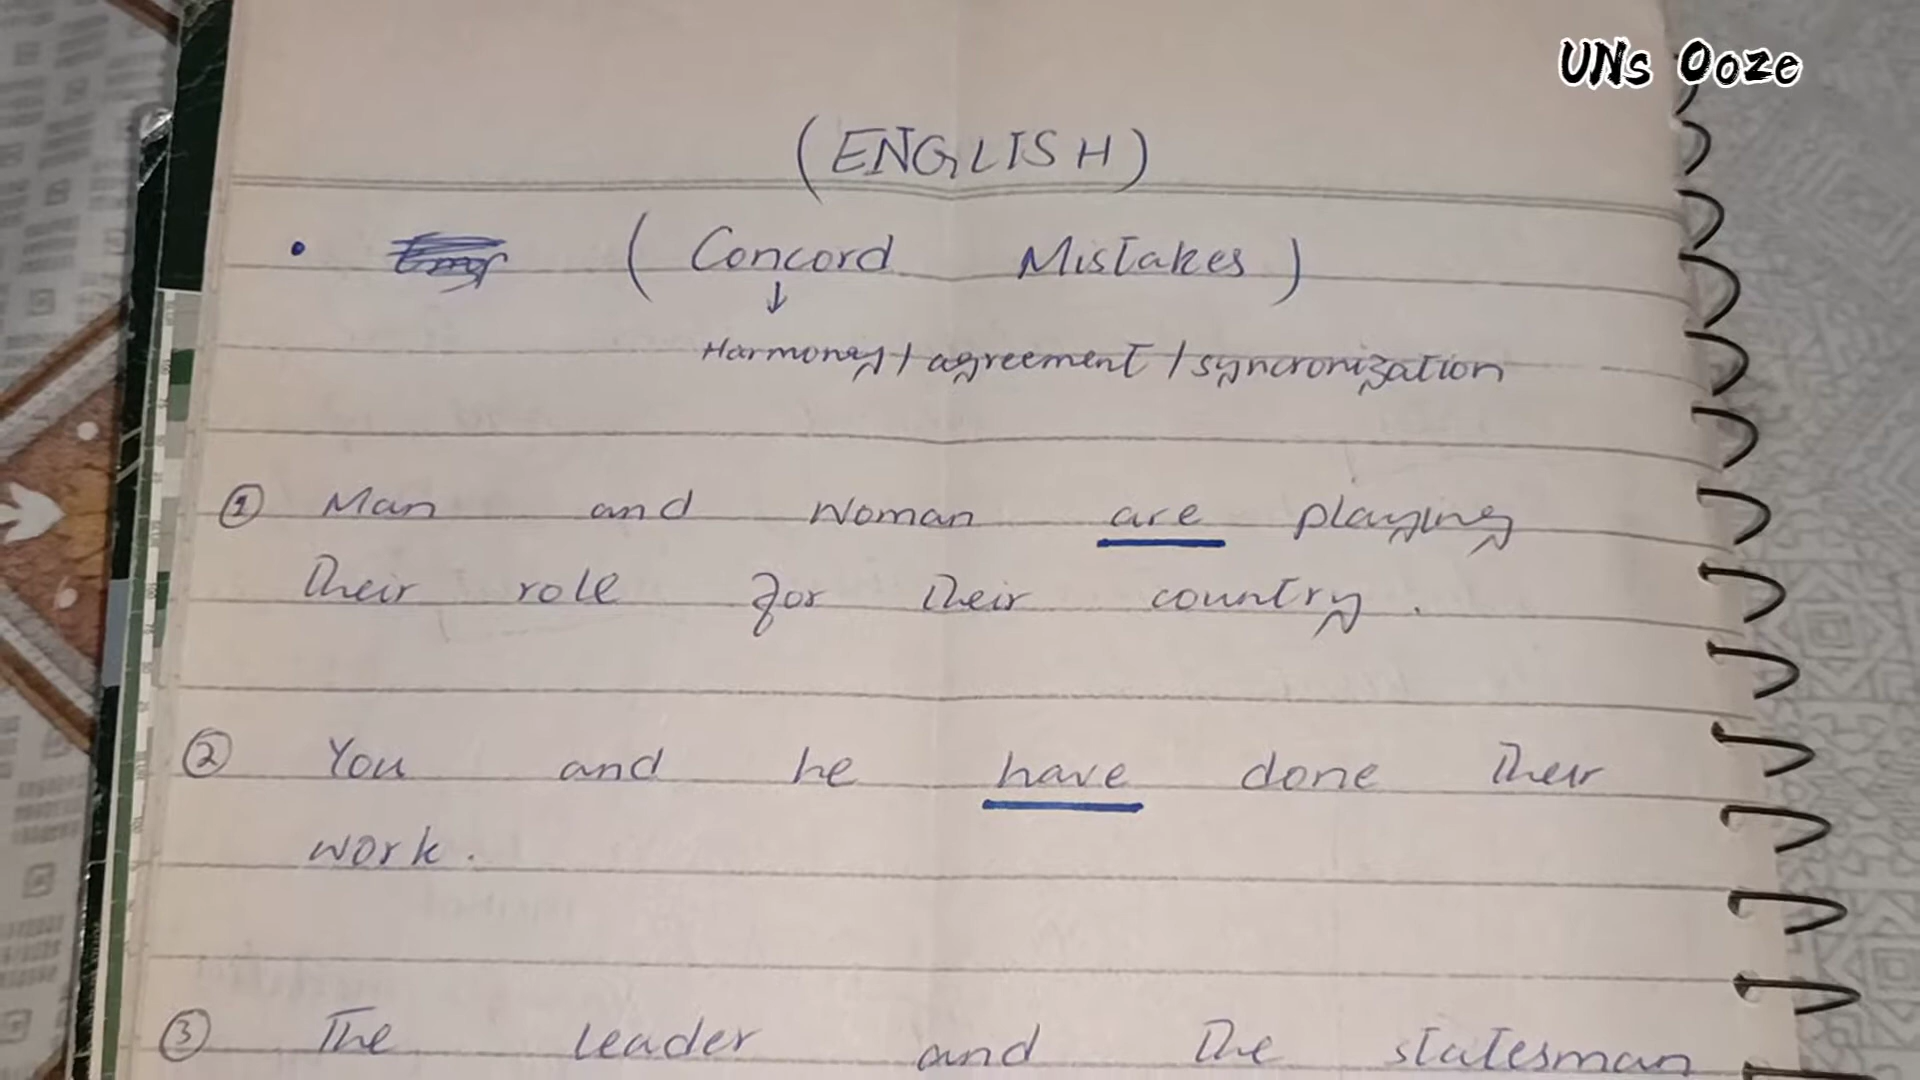 UNs Ooze
(ENGLISH)
• (Concord Mistakes)
↓
Harmoney / agreement / syncronization
① Man and Woman are playing
their role for their country.
② You and he have done their
work.
③ The leader and the statesman